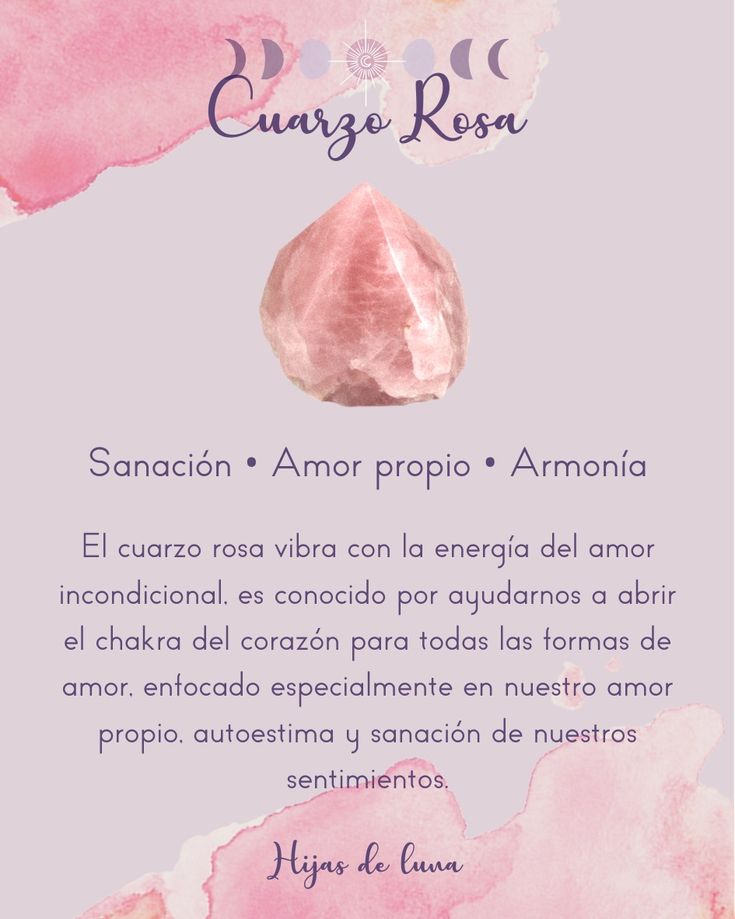 Cuarzo Rosa
Sanación • Amor propio • Armonía
El cuarzo rosa vibra con la energía del amor
incondicional, es conocido por ayudarnos a abrir
el chakra del corazón para todas las formas de
amor, enfocado especialmente en nuestro amor
propio, autoestima y sanación de nuestros
sentimientos.
Hijas de luna